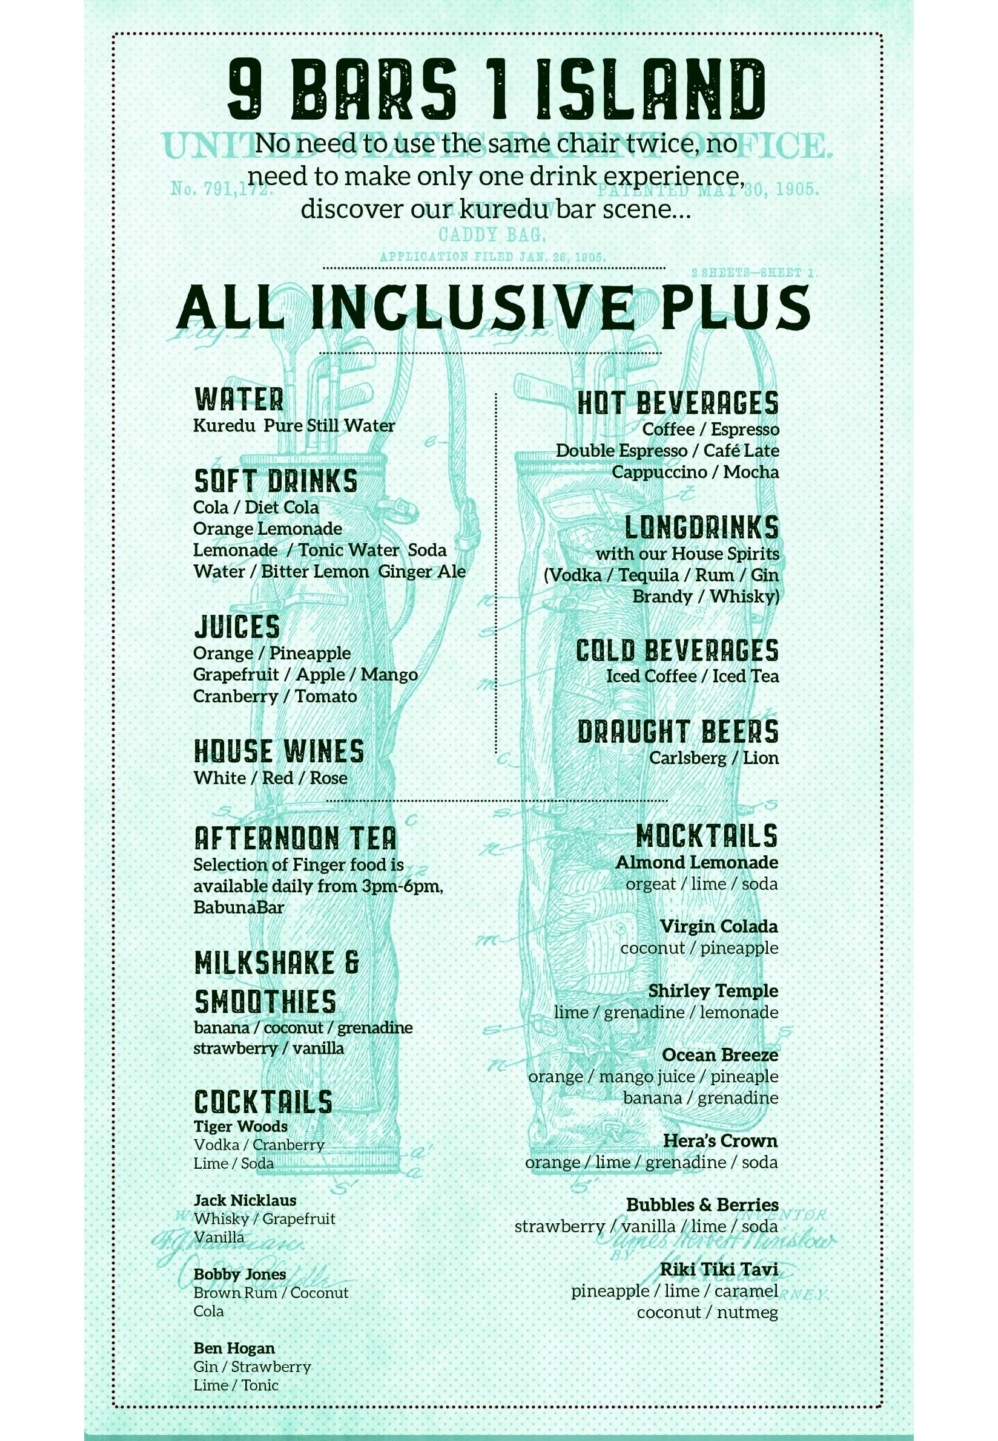 9 BARS 1 ISLAND
No need to use the same chair twice, no
need to make only one drink experience,
discover our kuredu bar scene...
UNITED STATES PATENT OFFICE.
No. 791,172.
PATENTED MAY 30, 1905.
CADDY BAG.
APPLICATION FILED JAN. 26, 1905.
2 SHEETS—SHEET 1.
ALL INCLUSIVE PLUS
Fig. 1.
Fig. 2.
WATER
Kuredu Pure Still Water
SOFT DRINKS
Cola / Diet Cola
Orange Lemonade
Lemonade / Tonic Water Soda
Water / Bitter Lemon Ginger Ale
JUICES
Orange / Pineapple
Grapefruit / Apple / Mango
Cranberry / Tomato
HOUSE WINES
White / Red / Rose
HOT BEVERAGES
Coffee / Espresso
Double Espresso / Café Late
Cappuccino / Mocha
LONGDRINKS
with our House Spirits
(Vodka / Tequila / Rum / Gin
Brandy / Whisky)
COLD BEVERAGES
Iced Coffee / Iced Tea
DRAUGHT BEERS
Carlsberg / Lion
AFTERNOON TEA
Selection of Finger food is
available daily from 3pm-6pm,
BabunaBar
MILKSHAKE &
SMOOTHIES
banana / coconut / grenadine
strawberry / vanilla
COCKTAILS
Tiger Woods
Vodka / Cranberry
Lime / Soda
Jack Nicklaus
Whisky / Grapefruit
Vanilla
Bobby Jones
Brown Rum / Coconut
Cola
Ben Hogan
Gin / Strawberry
Lime / Tonic
MOCKTAILS
Almond Lemonade
orgeat / lime / soda
Virgin Colada
coconut / pineapple
Shirley Temple
lime / grenadine / lemonade
Ocean Breeze
orange / mango juice / pineaple
banana / grenadine
Hera's Crown
orange / lime / grenadine / soda
Bubbles & Berries
strawberry / vanilla / lime / soda
Riki Tiki Tavi
pineapple / lime / caramel
coconut / nutmeg
INVENTOR
James Herbert Winslow
BY
ATTORNEY.